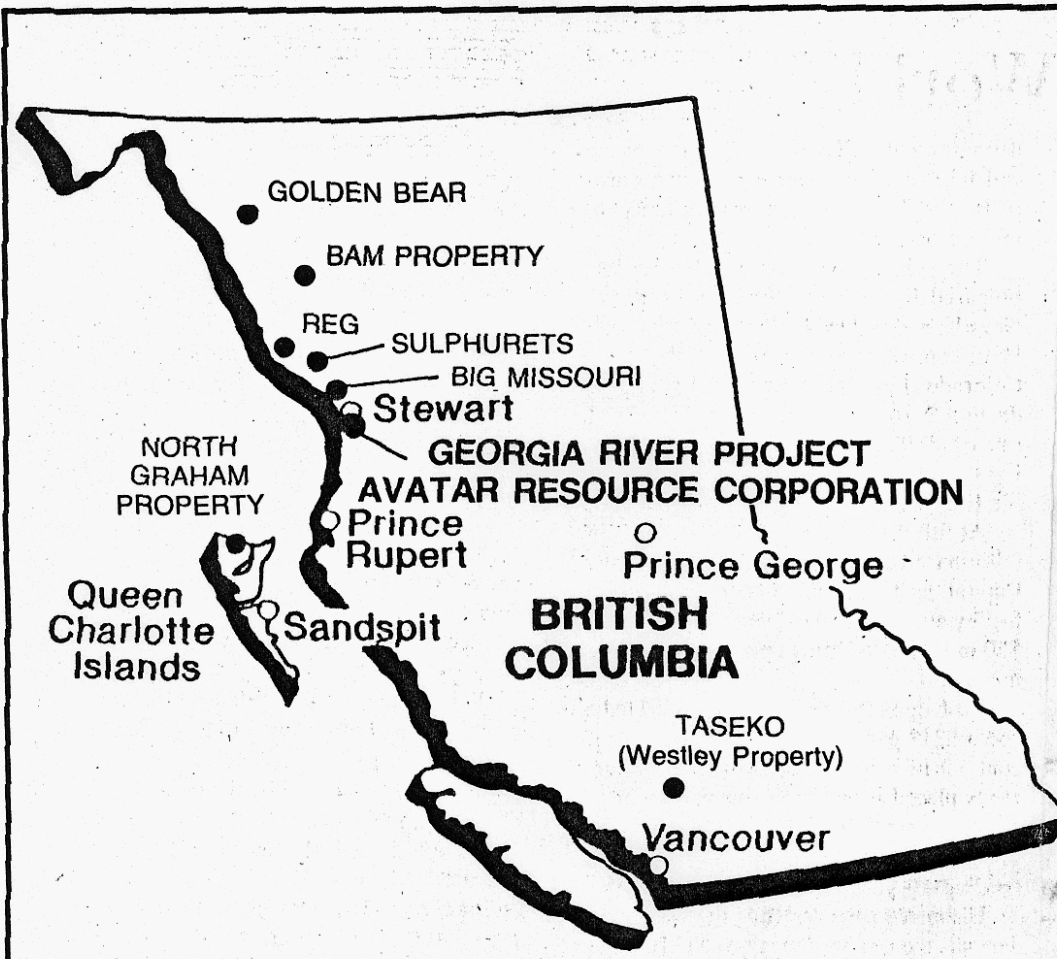 GOLDEN BEAR
BAM PROPERTY
REG
SULPHURETS
BIG MISSOURI
Stewart
NORTH
GRAHAM
PROPERTY
GEORGIA RIVER PROJECT
AVATAR RESOURCE CORPORATION
Prince
Rupert
Prince George
Queen
Charlotte
Islands
Sandspit
BRITISH
COLUMBIA
TASEKO
(Westley Property)
Vancouver